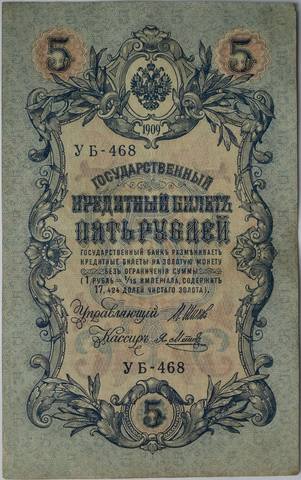 5 5
1909
УБ-468
ГОСУДАРСТВЕННЫЙ
КРЕДИТНЫЙ БИЛЕТЪ
ПЯТЬ РУБЛЕЙ
ГОСУДАРСТВЕННЫЙ БАНКЪ РАЗМѢНИВАЕТЪ
КРЕДИТНЫЕ БИЛЕТЫ НА ЗОЛОТУЮ МОНЕТУ
БЕЗЪ ОГРАНИЧЕНІЯ СУММЫ
(1 РУБЛЬ = 1/15 ИМПЕРІАЛА, СОДЕРЖИТЪ
17,424 ДОЛЕЙ ЧИСТАГО ЗОЛОТА).
Управляющій
Кассиръ
УБ-468
5